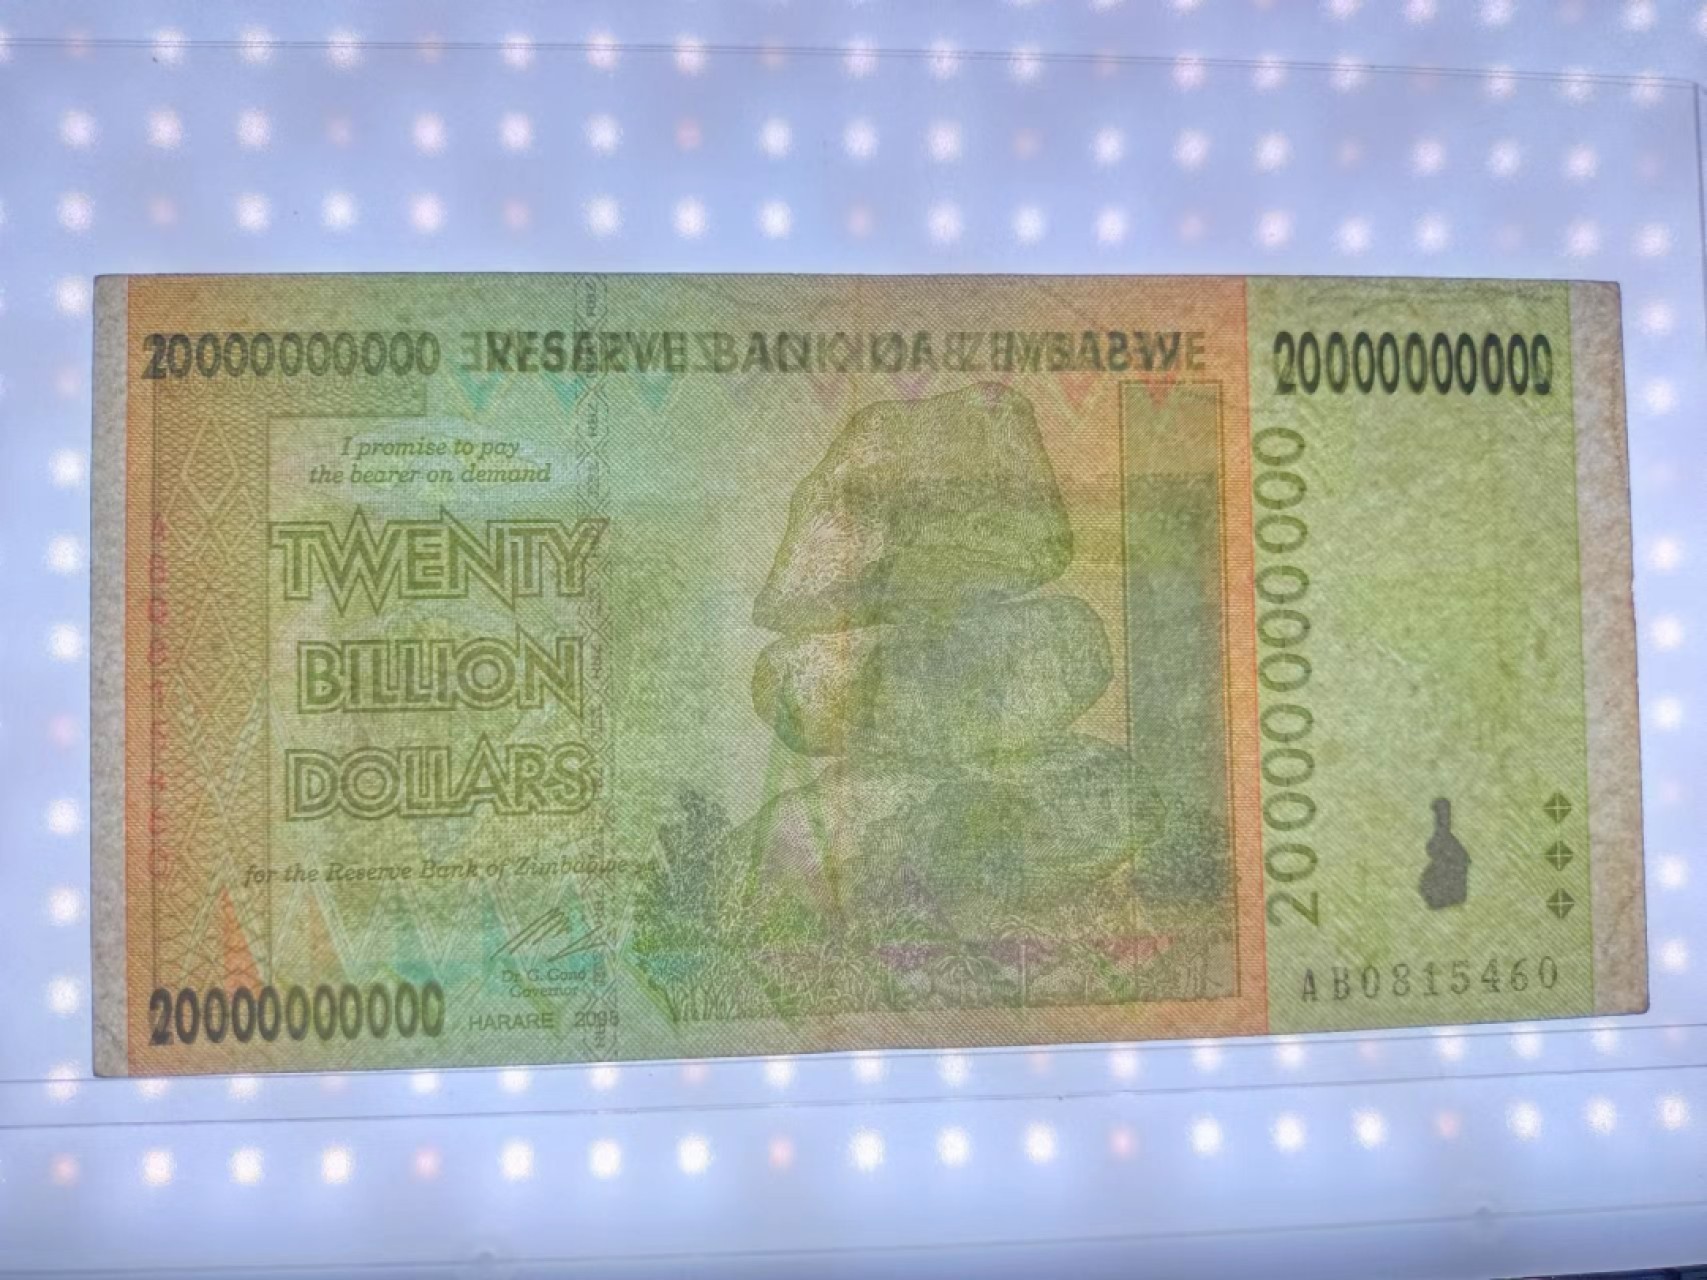 20000000000 RESERVE BANK OF ZIMBABWE 20000000000
I promise to pay
the bearer on demand
TWENTY
BILLION
DOLLARS
for the Reserve Bank of Zimbabwe
Dr. G. Gono
Governor
20000000000 HARARE 2008
20000000000
AB0815460